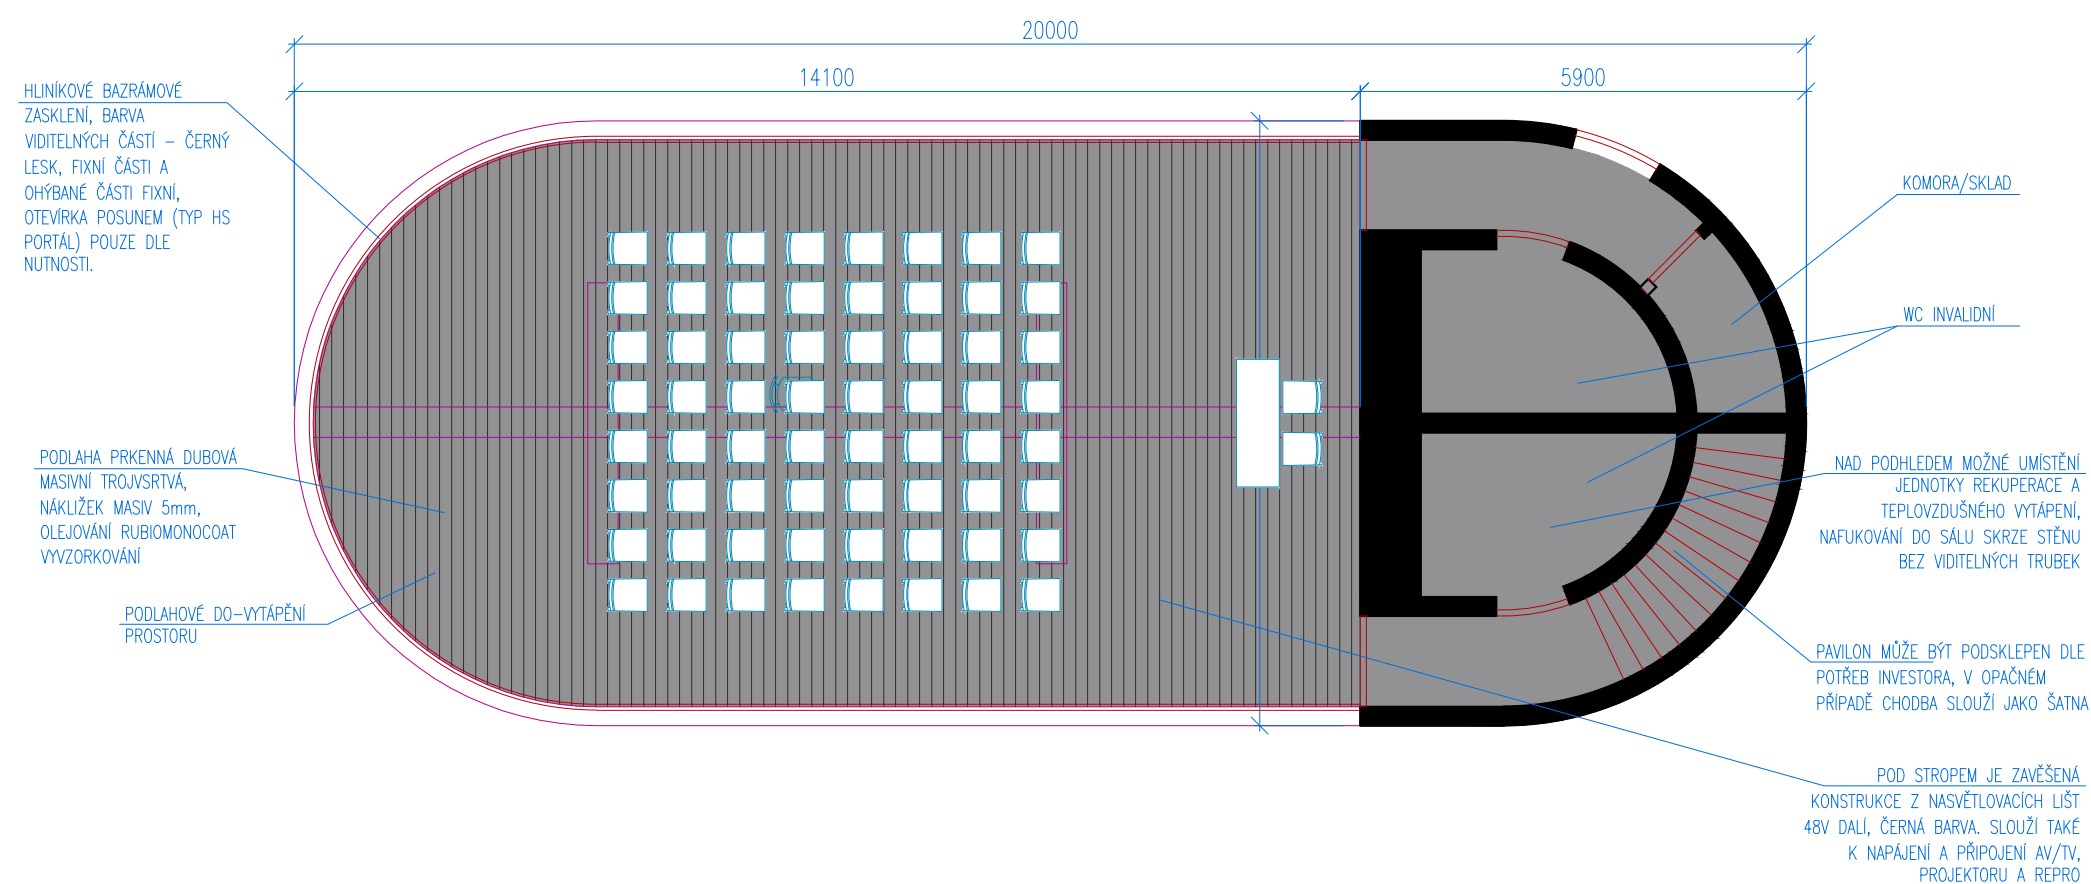 20000
14100
5900
HLINÍKOVÉ BAZRÁMOVÉ
ZASKLENÍ, BARVA
VIDITELNÝCH ČÁSTÍ – ČERNÝ
LESK, FIXNÍ ČÁSTI A
OHÝBANÉ ČÁSTI FIXNÍ,
OTEVÍRKA POSUNEM (TYP HS
PORTÁL) POUZE DLE
NUTNOSTI.
PODLAHA PRKENNÁ DUBOVÁ
MASIVNÍ TROJVSRTVÁ,
NÁKLIŽEK MASIV 5mm,
OLEJOVÁNÍ RUBIOMONOCOAT
VYVZORKOVÁNÍ
PODLAHOVÉ DO-VYTÁPĚNÍ
PROSTORU
KOMORA/SKLAD
WC INVALIDNÍ
NAD PODHLEDEM MOŽNÉ UMÍSTĚNÍ
JEDNOTKY REKUPERACE A
TEPLOVZDUŠNÉHO VYTÁPENÍ,
NAFUKOVÁNÍ DO SÁLU SKRZE STĚNU
BEZ VIDITELNÝCH TRUBEK
PAVILON MŮŽE BÝT PODSKLEPEN DLE
POTŘEB INVESTORA, V OPAČNÉM
PŘÍPADĚ CHODBA SLOUŽÍ JAKO ŠATNA
POD STROPEM JE ZAVĚŠENÁ
KONSTRUKCE Z NASVĚTLOVACÍCH LIŠT
48V DALÍ, ČERNÁ BARVA. SLOUŽÍ TAKÉ
K NAPÁJENÍ A PŘIPOJENÍ AV/TV,
PROJEKTORU A REPRO